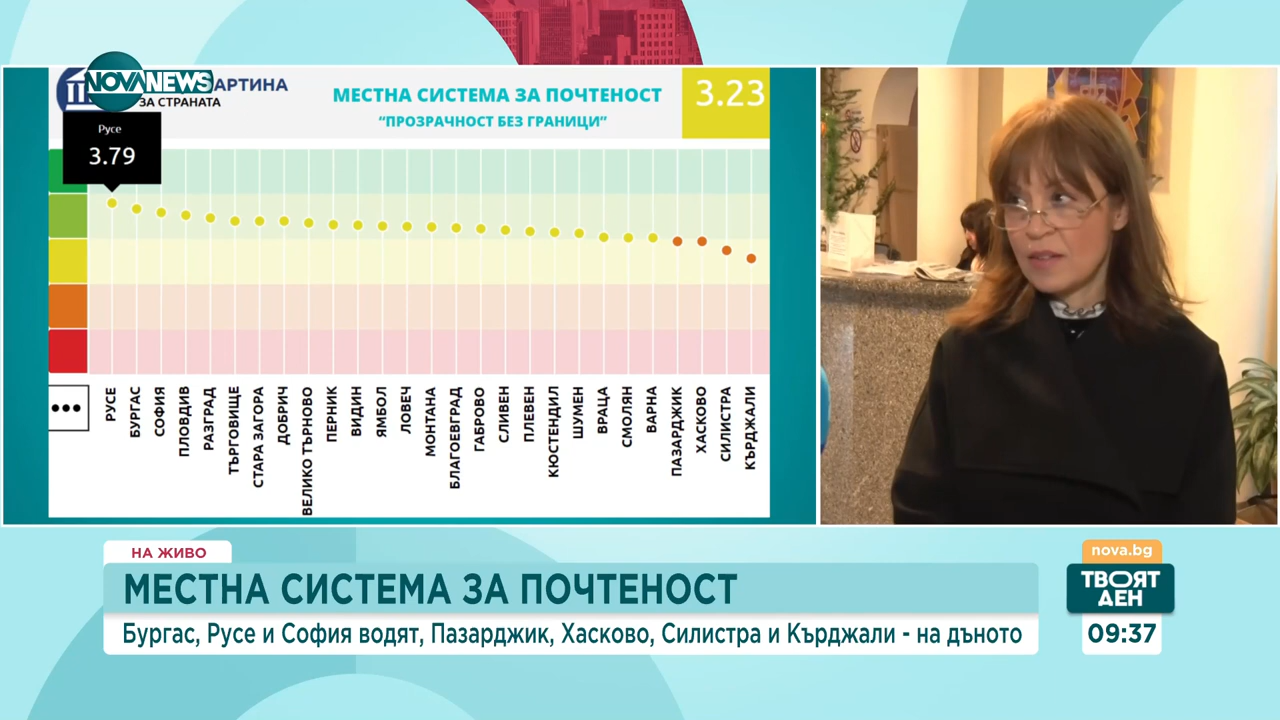 NOVANEWS
АРТИНА
ЗА СТРАНАТА
МЕСТНА СИСТЕМА ЗА ПОЧТЕНОСТ
"ПРОЗРАЧНОСТ БЕЗ ГРАНИЦИ"
3.23
Русе
3.79
РУСЕ
БУРГАС
СОФИЯ
ПЛОВДИВ
РАЗГРАД
ТЪРГОВИЩЕ
СТАРА ЗАГОРА
ДОБРИЧ
ВЕЛИКО ТЪРНОВО
ПЕРНИК
ВИДИН
ЯМБОЛ
ЛОВЕЧ
МОНТАНА
БЛАГОЕВГРАД
ГАБРОВО
СЛИВЕН
ПЛЕВЕН
КЮСТЕНДИЛ
ШУМЕН
ВРАЦА
СМОЛЯН
ВАРНА
ПАЗАРДЖИК
ХАСКОВО
СИЛИСТРА
КЪРДЖАЛИ
НА ЖИВО
МЕСТНА СИСТЕМА ЗА ПОЧТЕНОСТ
Бургас, Русе и София водят, Пазарджик, Хасково, Силистра и Кърджали - на дъното
nova.bg
ТВОЯТ
ДЕН
09:37